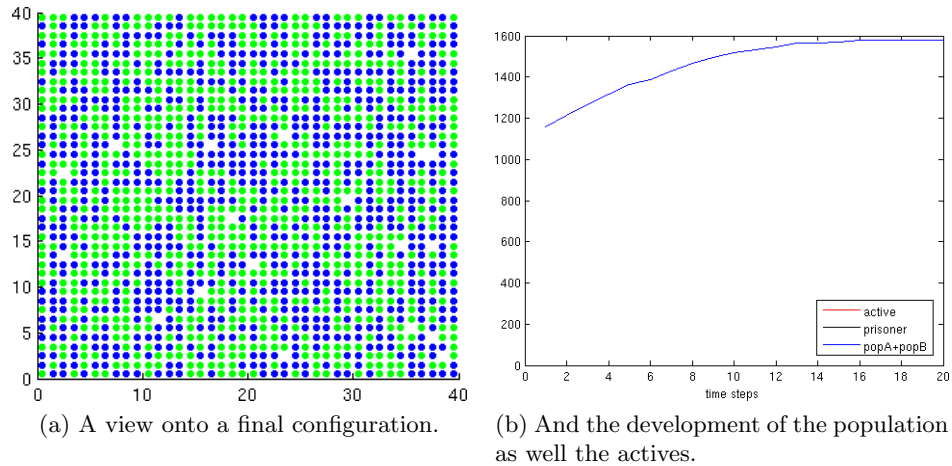 40
35
30
25
20
15
10
5
0
0 10 20 30 40
(a) A view onto a final configuration.
1600
1400
1200
1000
800
600
400
200
0
active
prisoner
popA+popB
0 2 4 6 8 10 12 14 16 18 20
time steps
(b) And the development of the population
as well the actives.